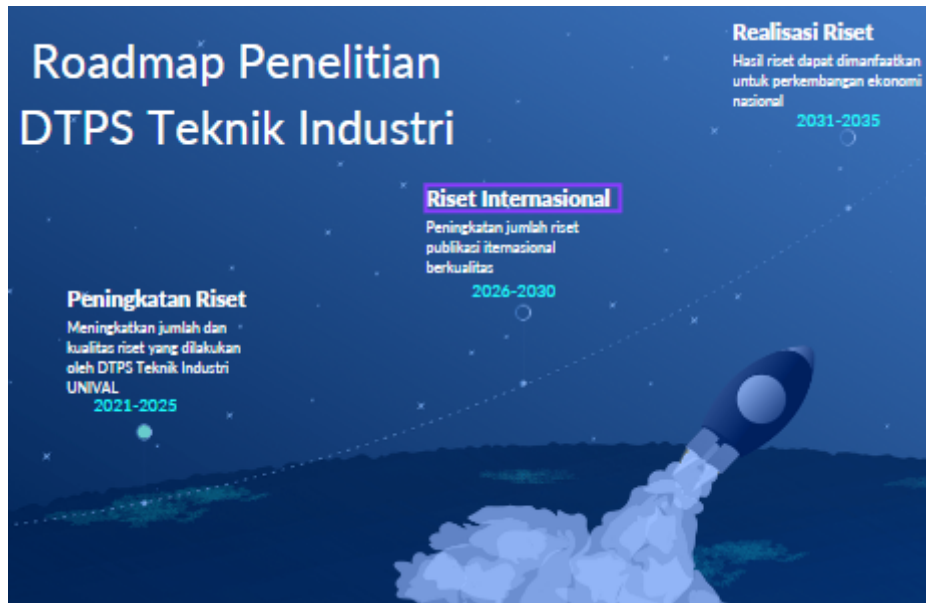 Roadmap Penelitian
DTPS Teknik Industri
Peningkatan Riset
Meningkatkan jumlah dan
kualitas riset yang dilakukan
oleh DTPS Teknik Industri
UNIVAL
2021-2025
Riset Internasional
Peningkatan jumlah riset
publikasi iternasional
berkualitas
2026-2030
Realisasi Riset
Hasil riset dapat dimanfaatkan
untuk perkembangan ekonomi
nasional
2031-2035